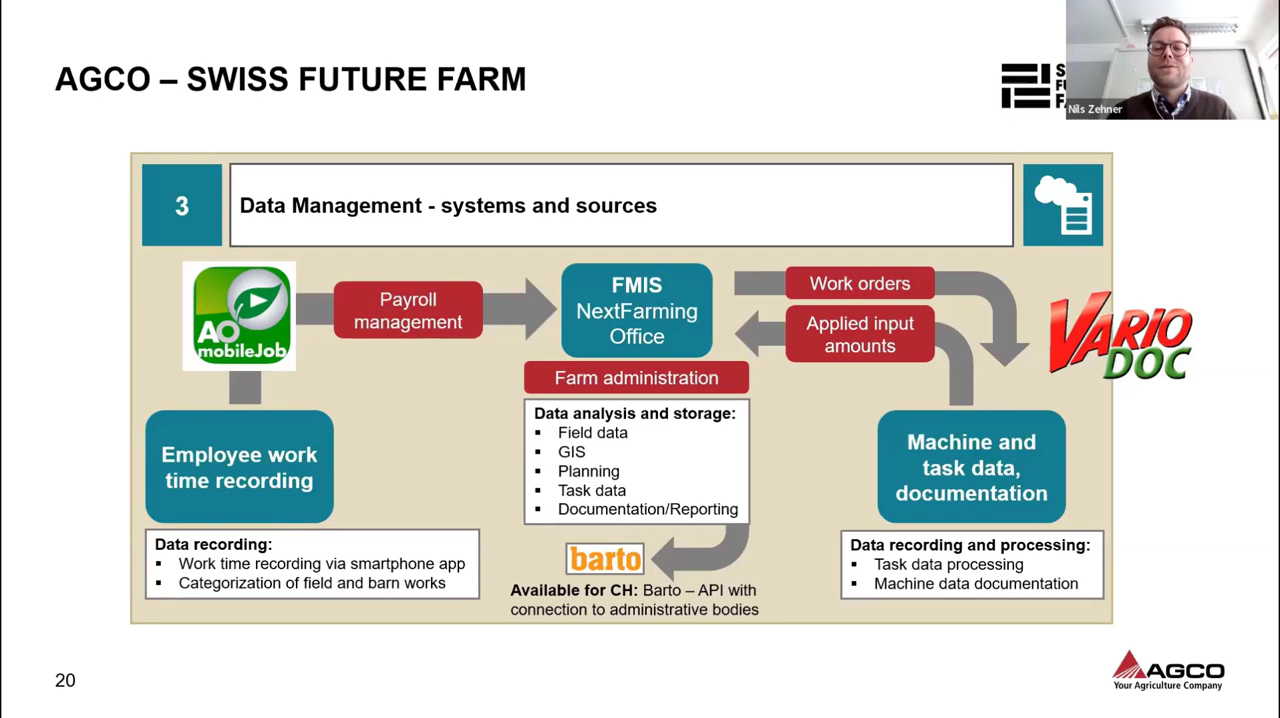 AGCO – SWISS FUTURE FARM
Nils Zehner
3
Data Management - systems and sources
AO
mobileJob
Payroll
management
FMIS
NextFarming
Office
Work orders
Applied input
amounts
VARIO
DOC
Farm administration
Employee work
time recording
Data analysis and storage:
▪ Field data
▪ GIS
▪ Planning
▪ Task data
▪ Documentation/Reporting
Machine and
task data,
documentation
Data recording:
▪ Work time recording via smartphone app
▪ Categorization of field and barn works
barto
Available for CH: Barto – API with
connection to administrative bodies
Data recording and processing:
▪ Task data processing
▪ Machine data documentation
20
AGCO
Your Agriculture Company